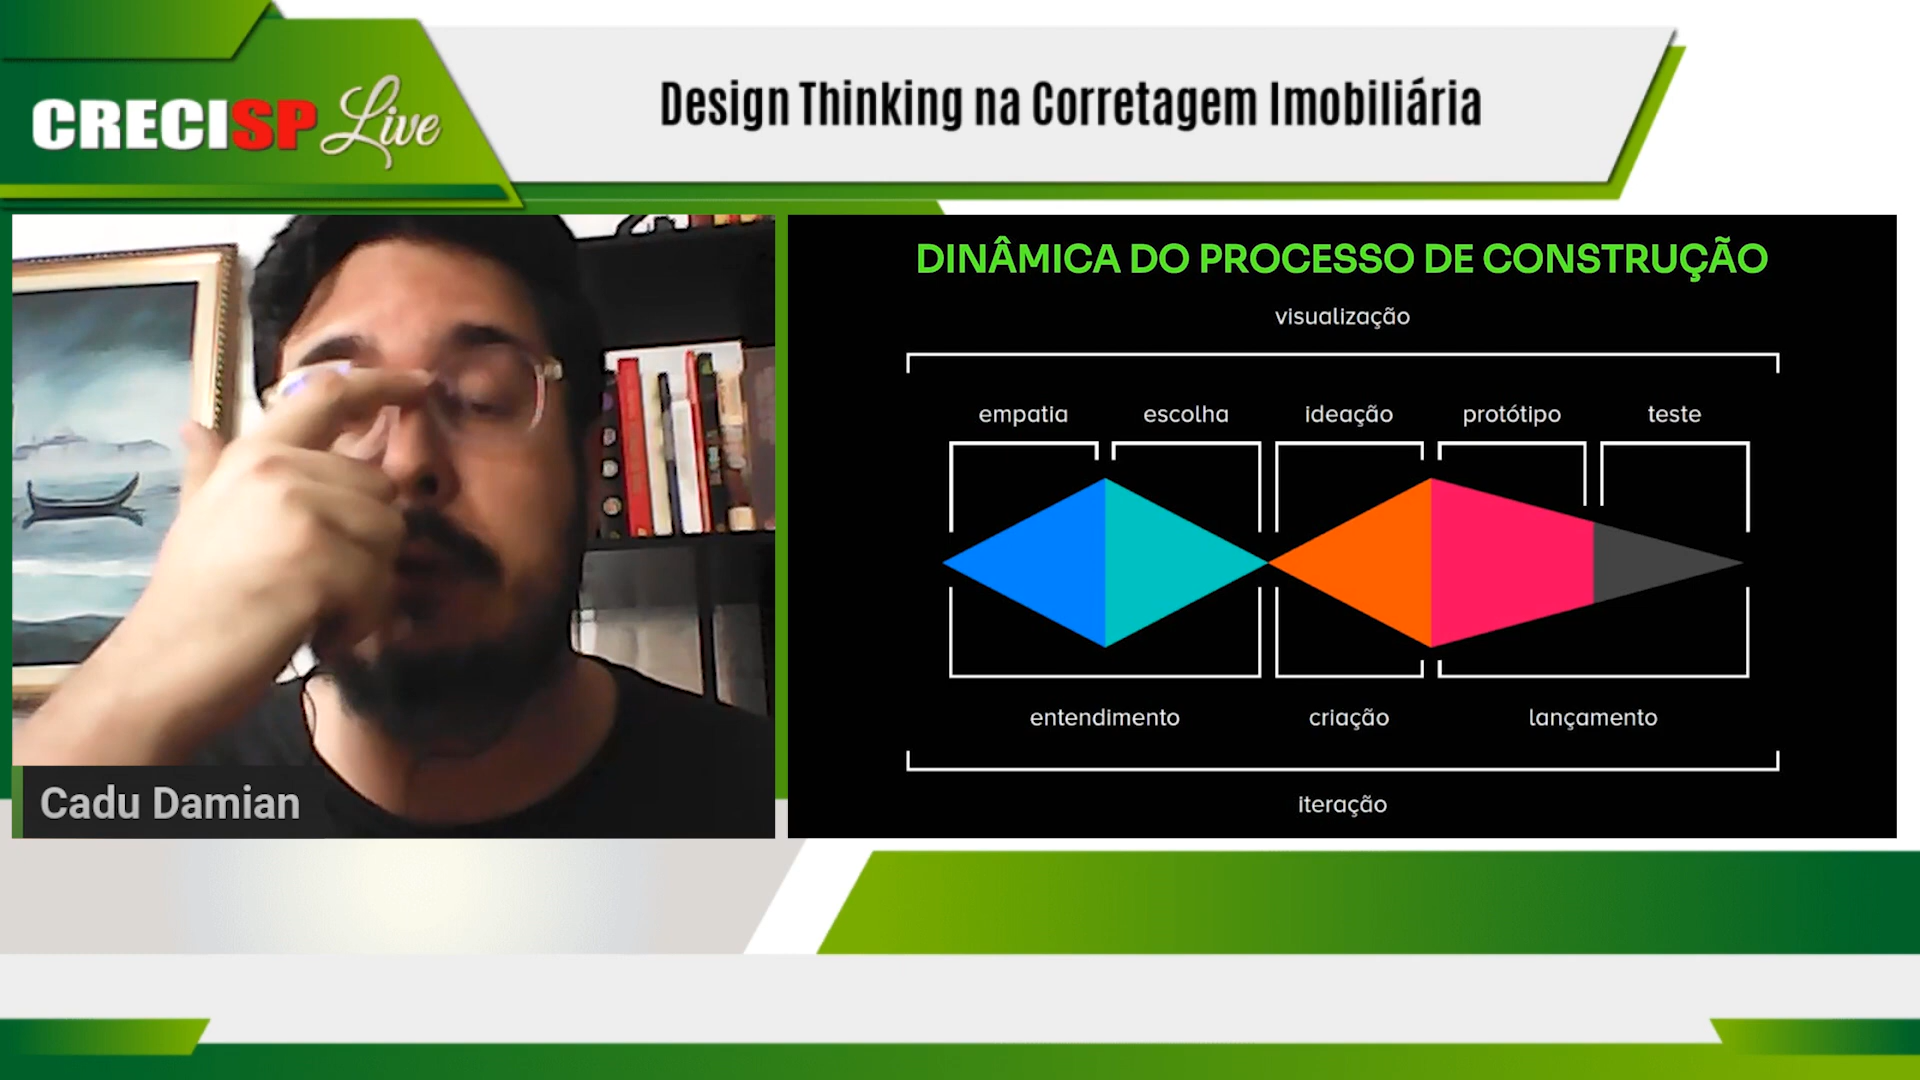 CRECISP Live
Design Thinking na Corretagem Imobiliária
DINÂMICA DO PROCESSO DE CONSTRUÇÃO
visualização
empatia escolha ideação protótipo teste
entendimento criação lançamento
iteração
Cadu Damian